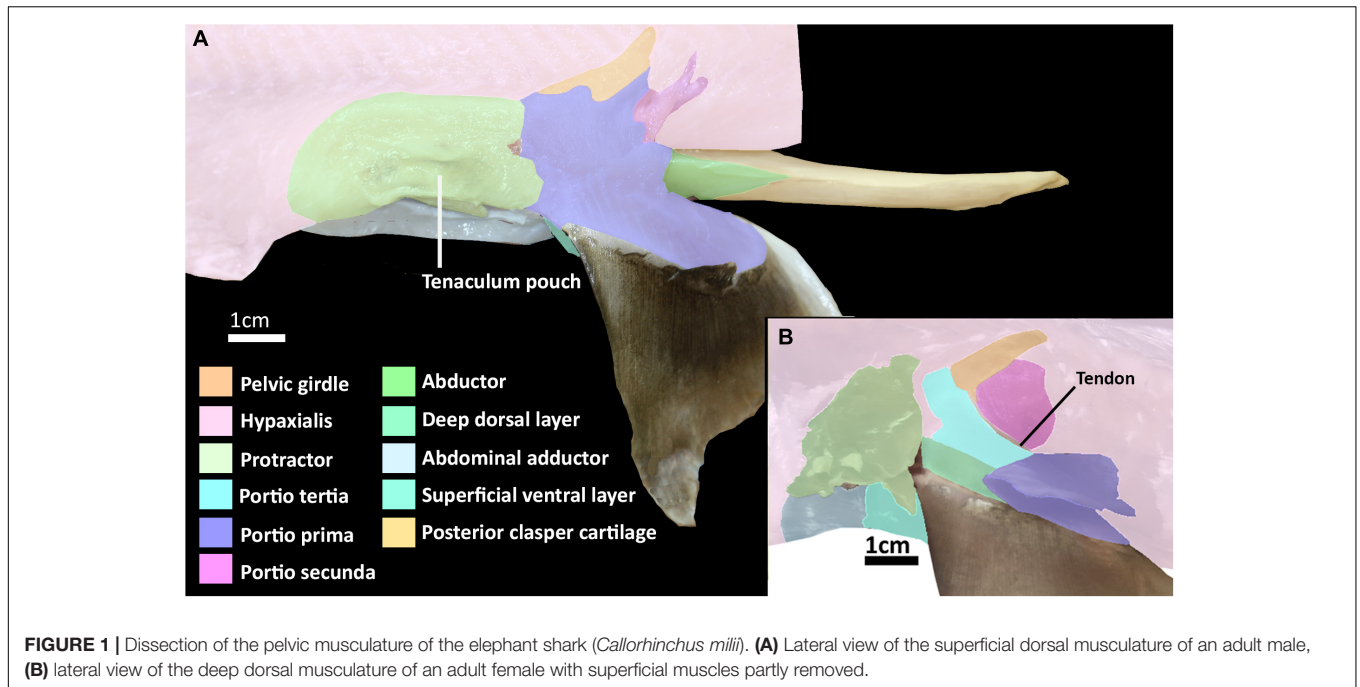 A
Tenaculum pouch
1cm
Pelvic girdle
Hypaxialis
Protractor
Portio tertia
Portio prima
Portio secunda
Abductor
Deep dorsal layer
Abdominal adductor
Superficial ventral layer
Posterior clasper cartilage
B
Tendon
1cm
FIGURE 1 | Dissection of the pelvic musculature of the elephant shark (Callorhinchus milii). (A) Lateral view of the superficial dorsal musculature of an adult male,
(B) lateral view of the deep dorsal musculature of an adult female with superficial muscles partly removed.